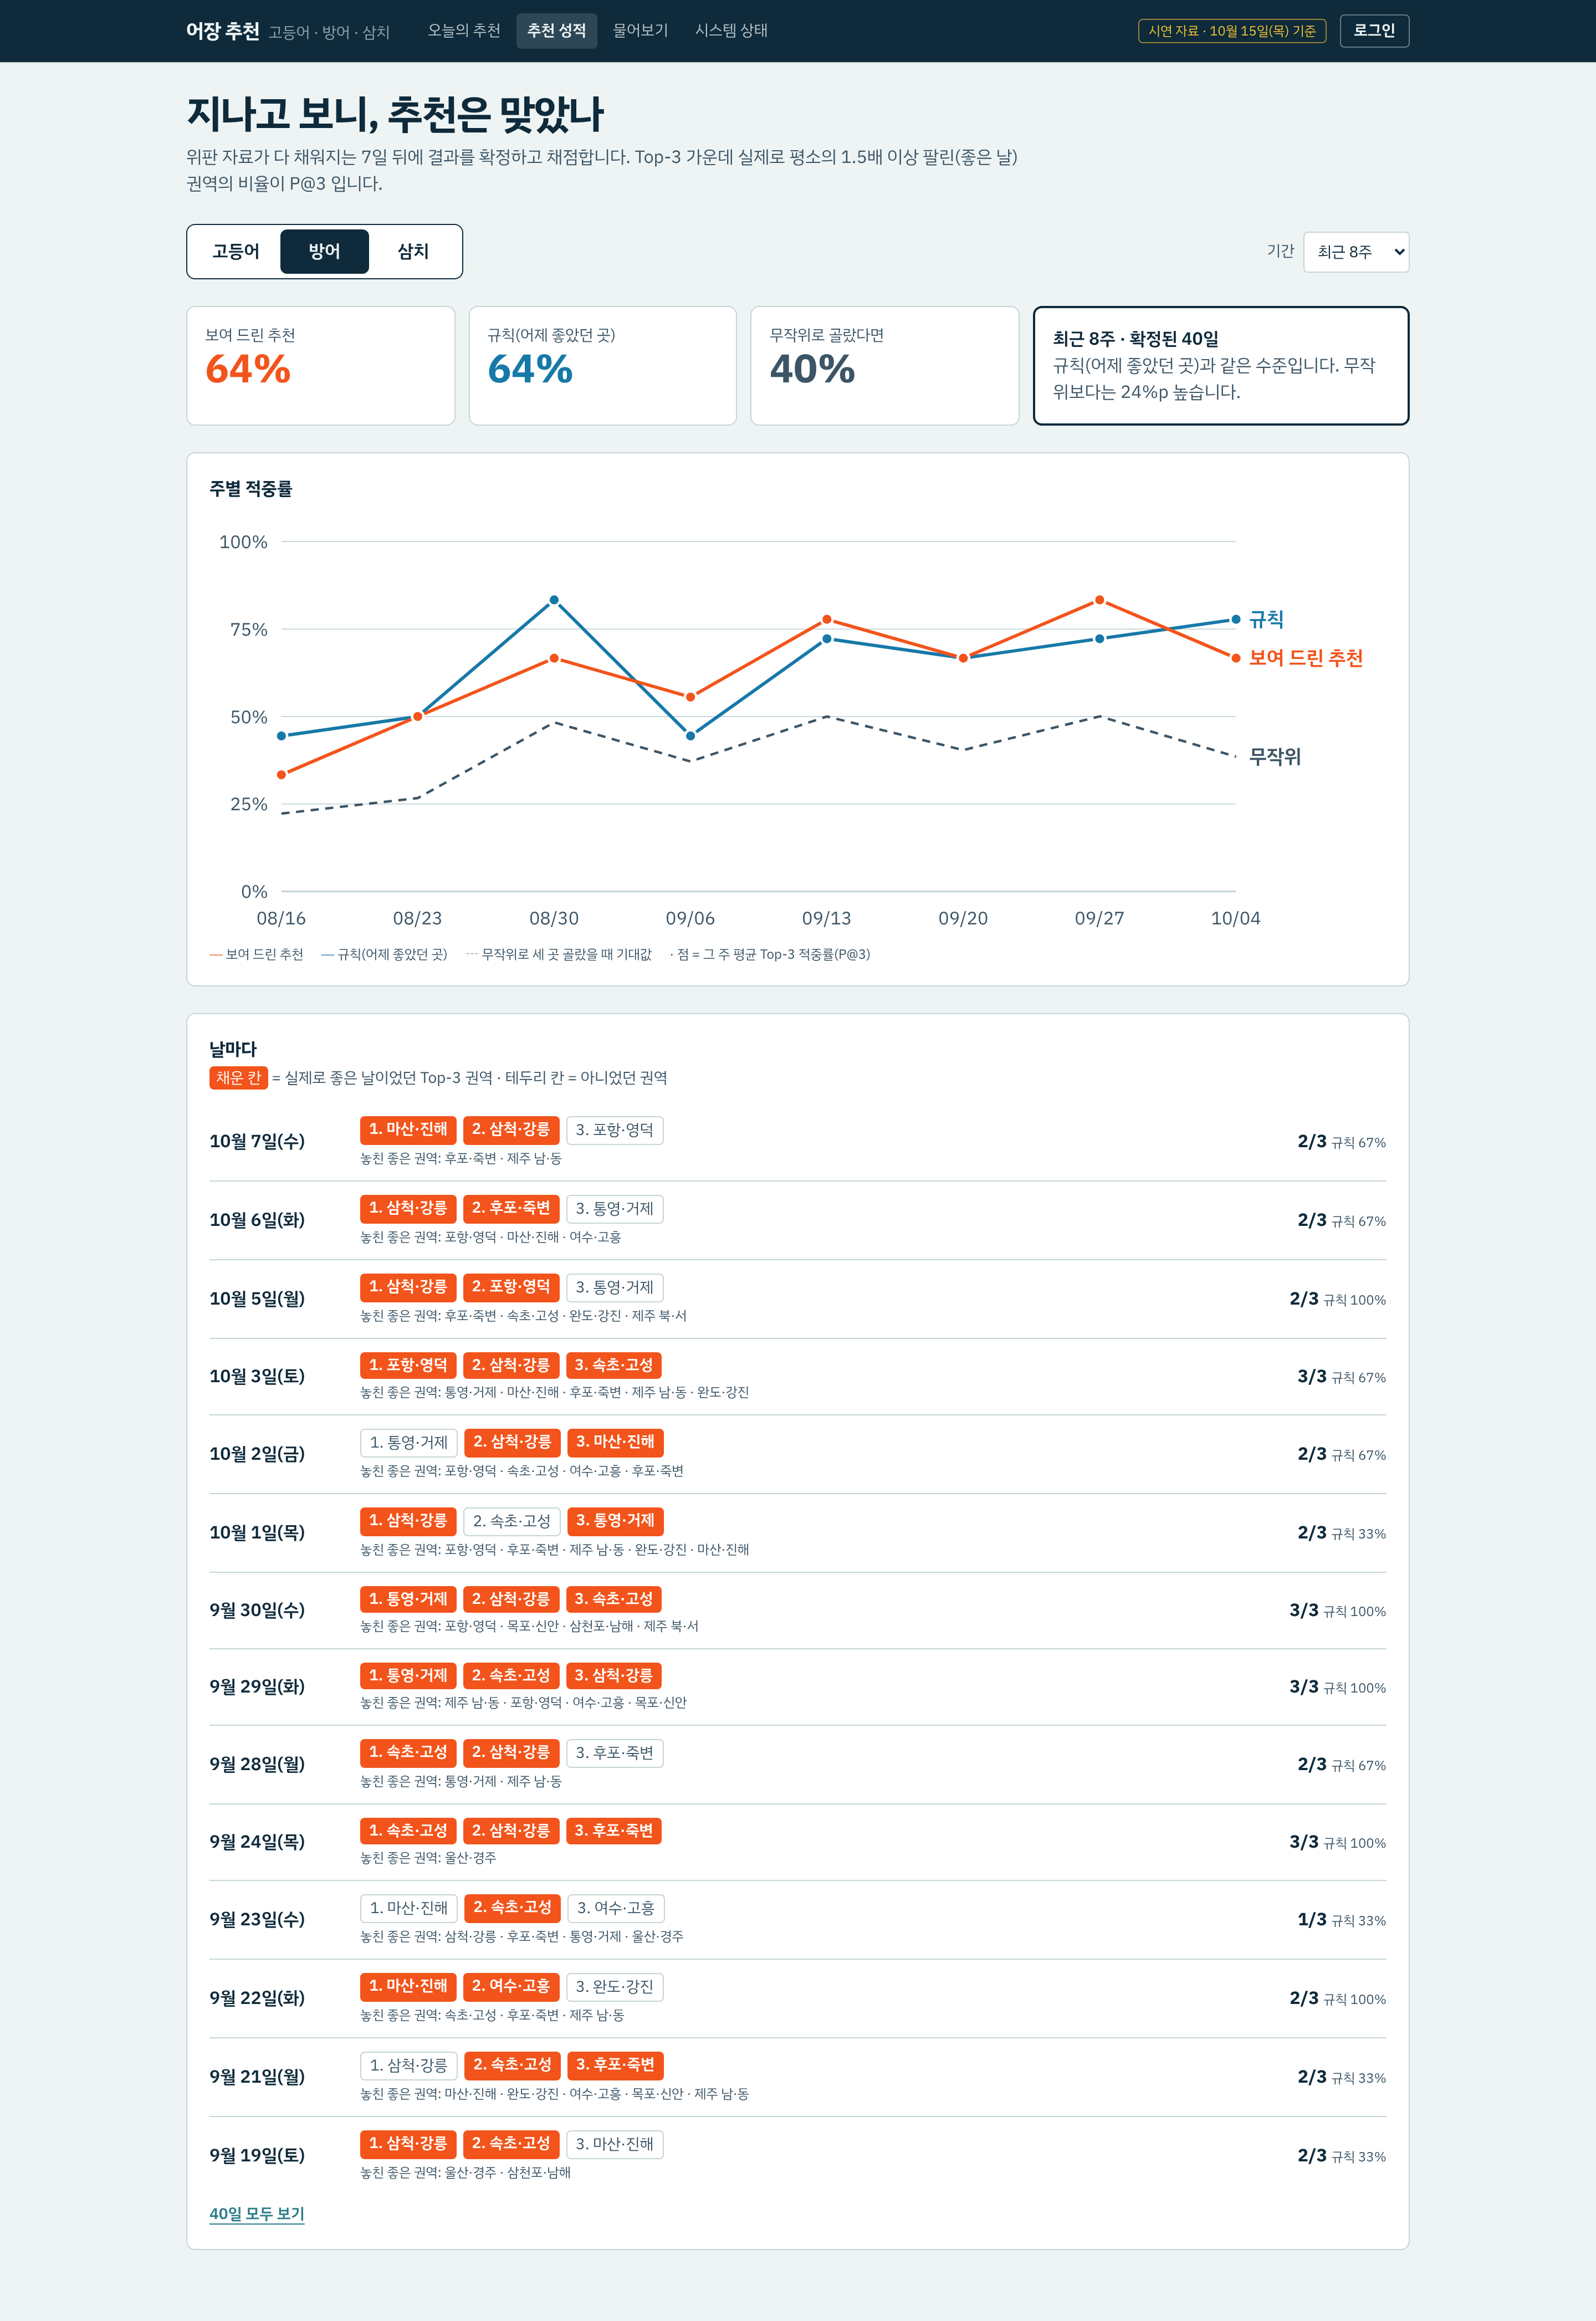 어장 추천 고등어 · 방어 · 삼치 오늘의 추천 추천 성적 물어보기 시스템 상태 시연 자료 · 10월 15일(목) 기준 로그인
지나고 보니, 추천은 맞았나
위판 자료가 다 채워지는 7일 뒤에 결과를 확정하고 채점합니다. Top-3 가운데 실제로 평소의 1.5배 이상 팔린(좋은 날)
권역의 비율이 P@3 입니다.
고등어 방어 삼치 기간 최근 8주
보여 드린 추천
64%
규칙(어제 좋았던 곳)
64%
무작위로 골랐다면
40%
최근 8주 · 확정된 40일
규칙(어제 좋았던 곳)과 같은 수준입니다. 무작
위보다는 24%p 높습니다.
주별 적중률
100%
75%
50%
25%
0%
규칙
보여 드린 추천
무작위
08/16 08/23 08/30 09/06 09/13 09/20 09/27 10/04
보여 드린 추천 규칙(어제 좋았던 곳) 무작위로 세 곳 골랐을 때 기대값 · 점 = 그 주 평균 Top-3 적중률(P@3)
날마다
채운 칸 = 실제로 좋은 날이었던 Top-3 권역 · 테두리 칸 = 아니었던 권역
10월 7일(수) 1. 마산·진해 2. 삼척·강릉 3. 포항·영덕 2/3 규칙 67%
놓친 좋은 권역: 후포·죽변 · 제주 남·동
10월 6일(화) 1. 삼척·강릉 2. 후포·죽변 3. 통영·거제 2/3 규칙 67%
놓친 좋은 권역: 포항·영덕 · 마산·진해 · 여수·고흥
10월 5일(월) 1. 삼척·강릉 2. 포항·영덕 3. 통영·거제 2/3 규칙 100%
놓친 좋은 권역: 후포·죽변 · 속초·고성 · 완도·강진 · 제주 북·서
10월 3일(토) 1. 포항·영덕 2. 삼척·강릉 3. 속초·고성 3/3 규칙 67%
놓친 좋은 권역: 통영·거제 · 마산·진해 · 후포·죽변 · 제주 남·동 · 완도·강진
10월 2일(금) 1. 통영·거제 2. 삼척·강릉 3. 마산·진해 2/3 규칙 67%
놓친 좋은 권역: 포항·영덕 · 속초·고성 · 여수·고흥 · 후포·죽변
10월 1일(목) 1. 삼척·강릉 2. 속초·고성 3. 통영·거제 2/3 규칙 33%
놓친 좋은 권역: 포항·영덕 · 후포·죽변 · 제주 남·동 · 완도·강진 · 마산·진해
9월 30일(수) 1. 통영·거제 2. 삼척·강릉 3. 속초·고성 3/3 규칙 100%
놓친 좋은 권역: 포항·영덕 · 목포·신안 · 삼천포·남해 · 제주 북·서
9월 29일(화) 1. 통영·거제 2. 속초·고성 3. 삼척·강릉 3/3 규칙 100%
놓친 좋은 권역: 제주 남·동 · 포항·영덕 · 여수·고흥 · 목포·신안
9월 28일(월) 1. 속초·고성 2. 삼척·강릉 3. 후포·죽변 2/3 규칙 67%
놓친 좋은 권역: 통영·거제 · 제주 남·동
9월 24일(목) 1. 속초·고성 2. 삼척·강릉 3. 후포·죽변 3/3 규칙 100%
놓친 좋은 권역: 울산·경주
9월 23일(수) 1. 마산·진해 2. 속초·고성 3. 여수·고흥 1/3 규칙 33%
놓친 좋은 권역: 삼척·강릉 · 후포·죽변 · 통영·거제 · 울산·경주
9월 22일(화) 1. 마산·진해 2. 여수·고흥 3. 완도·강진 2/3 규칙 100%
놓친 좋은 권역: 속초·고성 · 후포·죽변 · 제주 남·동
9월 21일(월) 1. 삼척·강릉 2. 속초·고성 3. 후포·죽변 2/3 규칙 33%
놓친 좋은 권역: 마산·진해 · 완도·강진 · 여수·고흥 · 목포·신안 · 제주 남·동
9월 19일(토) 1. 삼척·강릉 2. 속초·고성 3. 마산·진해 2/3 규칙 33%
놓친 좋은 권역: 울산·경주 · 삼천포·남해
40일 모두 보기